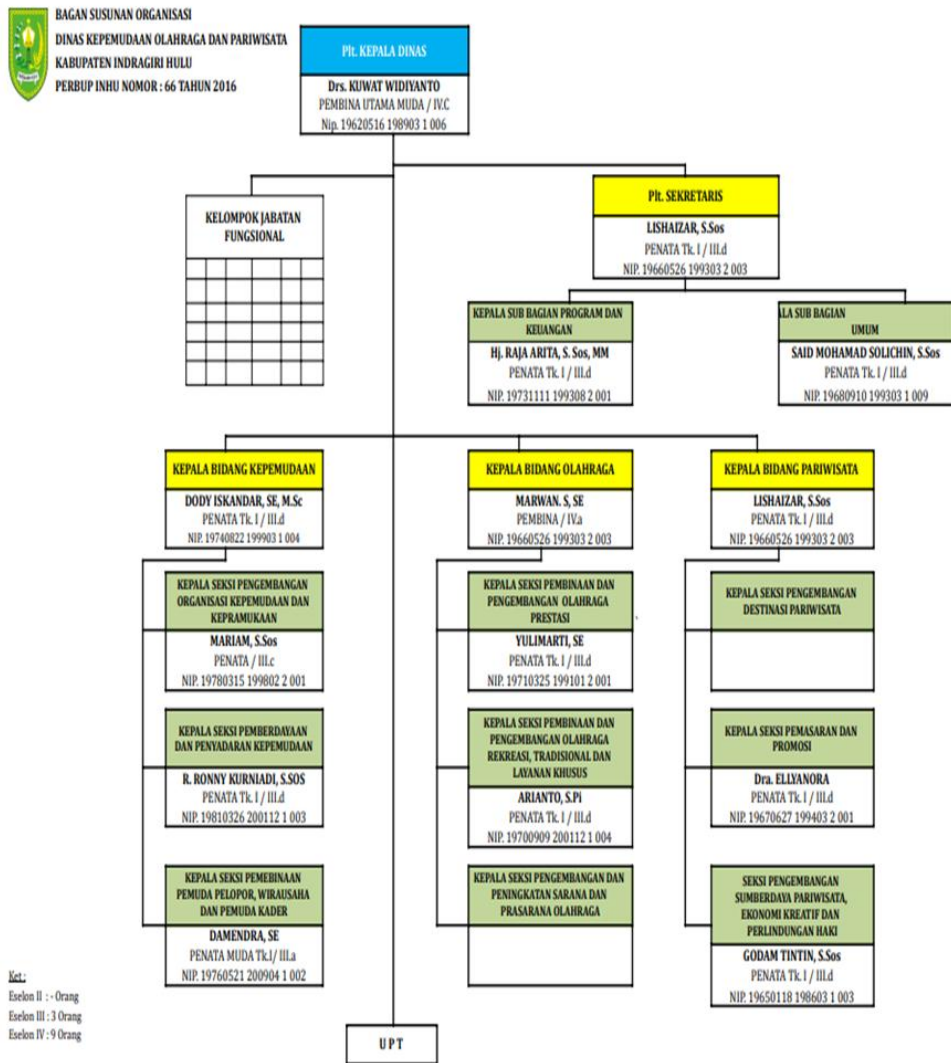 BAGAN SUSUNAN ORGANISASI
DINAS KEPEMUDAAN OLAHRAGA DAN PARIWISATA
KABUPATEN INDRAGIRI HULU
PERBUP INHU NOMOR : 66 TAHUN 2016
Plt. KEPALA DINAS
Drs. KUWAT WIDIYANTO
PEMBINA UTAMA MUDA / IV.C
Nip. 19620516 198903 1 006
KELOMPOK JABATAN
FUNGSIONAL
Plt. SEKRETARIS
LISHAIZAR, S.Sos
PENATA Tk. I / III.d
NIP. 19660526 199303 2 003
KEPALA SUB BAGIAN PROGRAM DAN
KEUANGAN
Hj. RAJA ARITA, S. Sos, MM
PENATA Tk. I / III.d
NIP. 19731111 199308 2 001
ALA SUB BAGIAN
UMUM
SAID MOHAMAD SOLICHIN, S.Sos
PENATA Tk. I / III.d
NIP. 19680910 199303 1 009
KEPALA BIDANG KEPEMUDAAN
DODY ISKANDAR, SE, M.Sc
PENATA Tk. I / III.d
NIP. 19740822 199903 1 004
KEPALA SEKSI PENGEMBANGAN
ORGANISASI KEPEMUDAAN DAN
KEPRAMUKAAN
MARIAM, S.Sos
PENATA / III.c
NIP. 19780315 199802 2 001
KEPALA SEKSI PEMBERDAYAAN
DAN PENYADARAN KEPEMUDAAN
R. RONNY KURNIADI, S.SOS
PENATA Tk. I / III.d
NIP. 19810326 200112 1 003
KEPALA SEKSI PEMEBINAAN
PEMUDA PELOPOR, WIRAUSAHA
DAN PEMUDA KADER
DAMENDRA, SE
PENATA MUDA Tk.I/ III.a
NIP. 19760521 200904 1 002
KEPALA BIDANG OLAHRAGA
MARWAN. S, SE
PEMBINA / IV.a
NIP. 19660526 199303 2 003
KEPALA SEKSI PEMBINAAN DAN
PENGEMBANGAN OLAHRAGA
PRESTASI
YULIMARTI, SE
PENATA Tk. I / III.d
NIP. 19710325 199101 2 001
KEPALA SEKSI PEMBINAAN DAN
PENGEMBANGAN OLAHRAGA
REKREASI, TRADISIONAL DAN
LAYANAN KHUSUS
ARIANTO, S.Pi
PENATA Tk. I / III.d
NIP. 19700909 200112 1 004
KEPALA SEKSI PENGEMBANGAN DAN
PENINGKATAN SARANA DAN
PRASARANA OLAHRAGA
KEPALA BIDANG PARIWISATA
LISHAIZAR, S.Sos
PENATA Tk. I / III.d
NIP. 19660526 199303 2 003
KEPALA SEKSI PENGEMBANGAN
DESTINASI PARIWISATA
KEPALA SEKSI PEMASARAN DAN
PROMOSI
Dra. ELLYANORA
PENATA Tk. I / III.d
NIP. 19670627 199403 2 001
SEKSI PENGEMBANGAN
SUMBERDAYA PARIWISATA,
EKONOMI KREATIF DAN
PERLINDUNGAN HAKI
GODAM TINTIN, S.Sos
PENATA Tk. I / III.d
NIP. 19650118 198603 1 003
Ket :
Eselon II : - Orang
Eselon III : 3 Orang
Eselon IV : 9 Orang
U P T